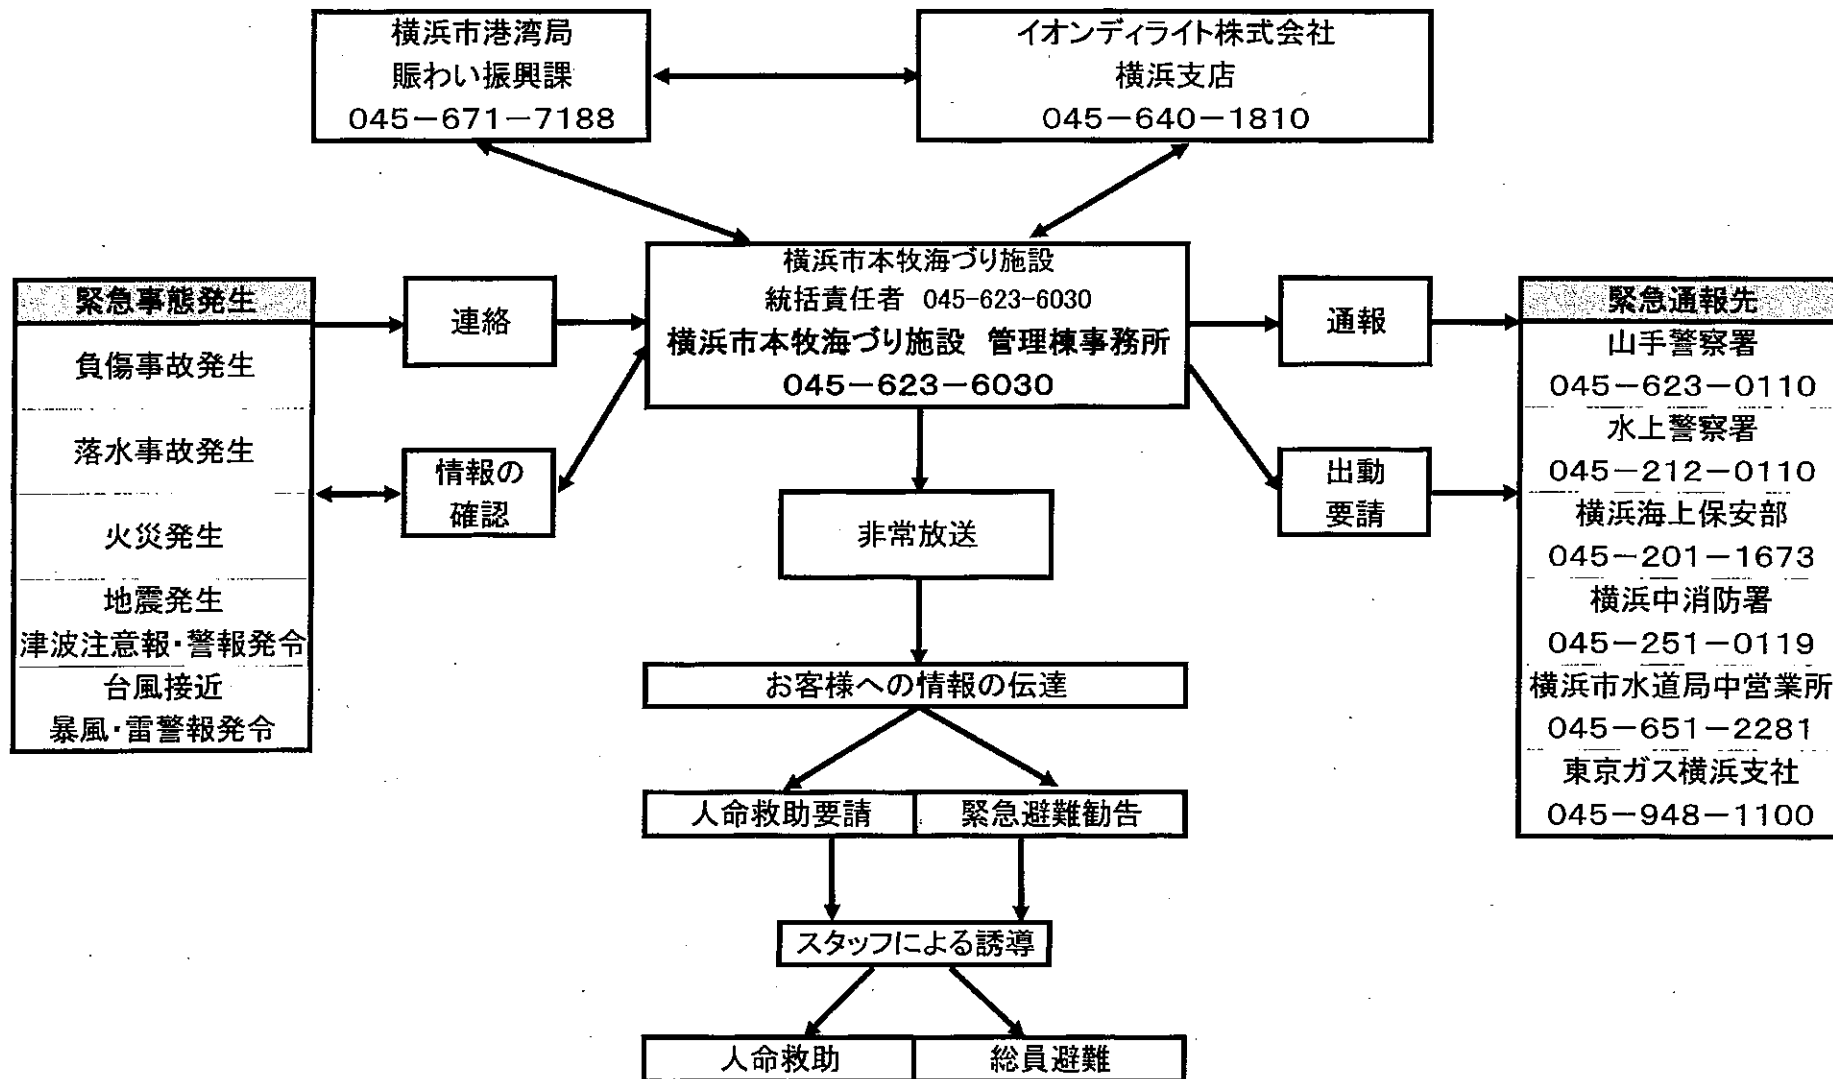 横浜市港湾局
賑わい振興課
045－671－7188
イオンディライト株式会社
横浜支店
045－640－1810
横浜市本牧海づり施設
統括責任者 045-623-6030
横浜市本牧海づり施設 管理棟事務所
045－623－6030
緊急事態発生
負傷事故発生
落水事故発生
火災発生
地震発生
津波注意報・警報発令
台風接近
暴風・雷警報発令
連絡
情報の
確認
通報
出動
要請
緊急通報先
山手警察署
045－623－0110
水上警察署
045－212－0110
横浜海上保安部
045－201－1673
横浜中消防署
045－251－0119
横浜市水道局中営業所
045－651－2281
東京ガス横浜支社
045－948－1100
非常放送
お客様への情報の伝達
人命救助要請
緊急避難勧告
スタッフによる誘導
人命救助
総員避難